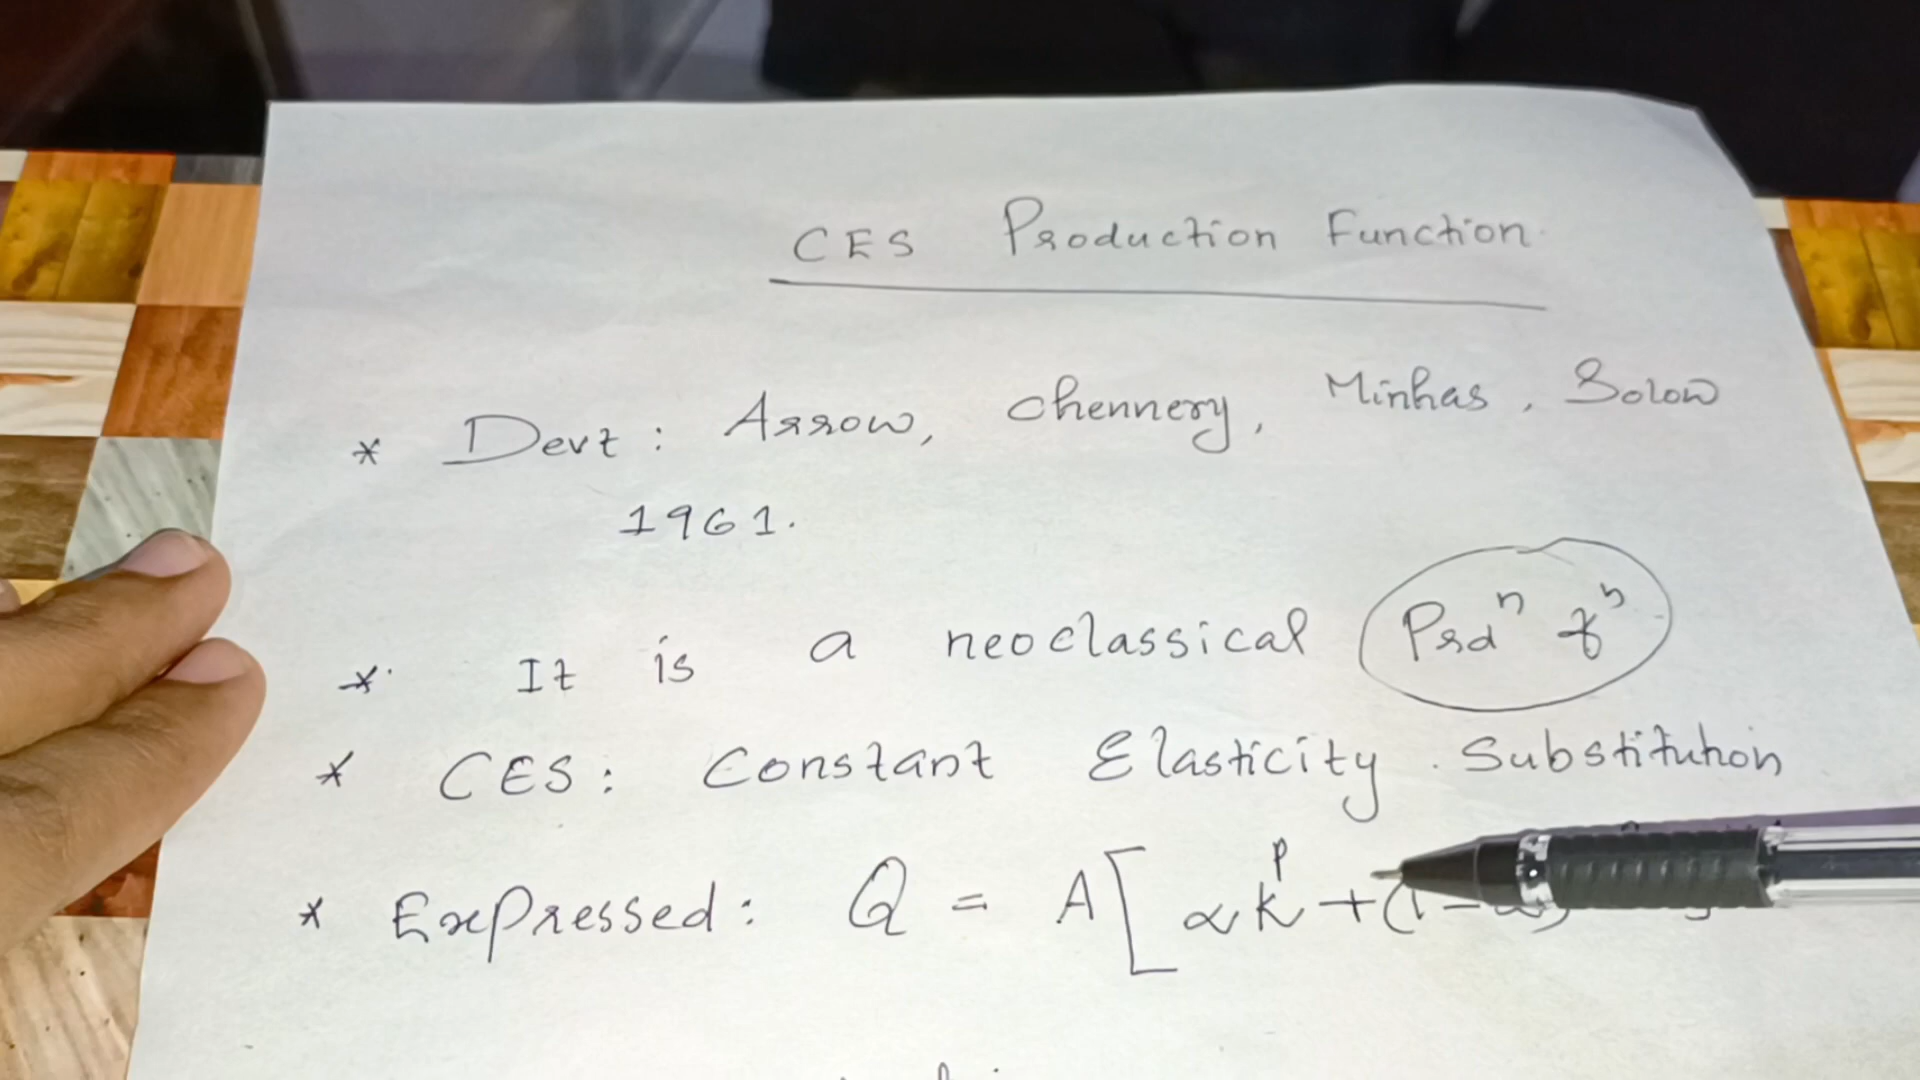 CES Production Function
* Devt: Arrow, Chennery, Minhas, Solow
1961.
* It is a neoclassical Prdⁿ fⁿ
* CES: Constant Elasticity Substitution
* Expressed: Q = A[αK^p + (1-α)